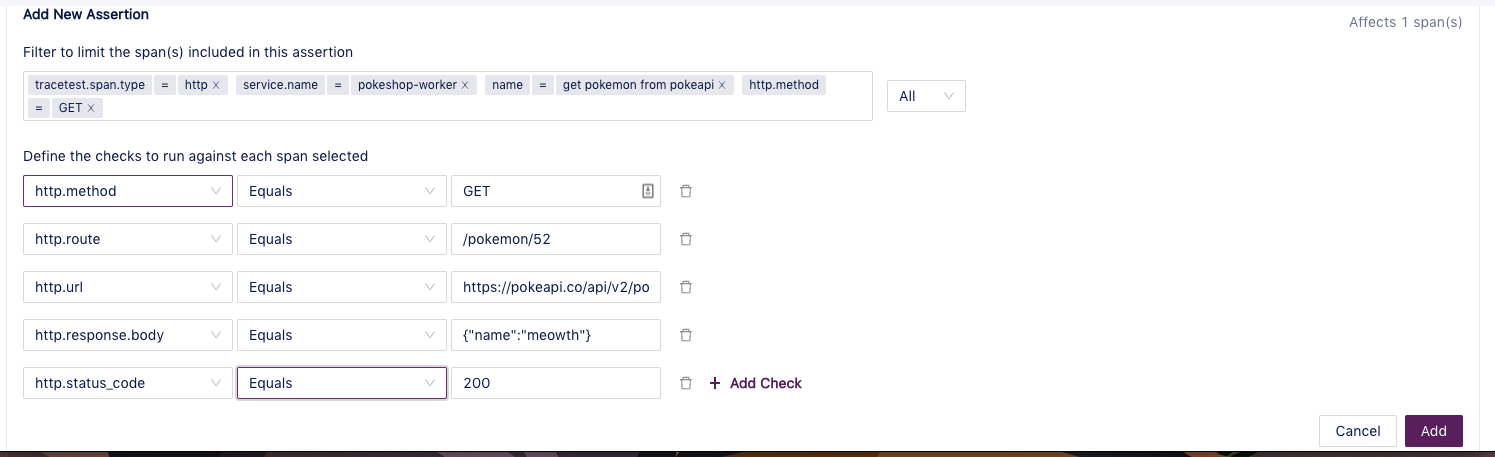 Add New Assertion
Affects 1 span(s)
Filter to limit the span(s) included in this assertion
tracetest.span.type = http × service.name = pokeshop-worker × name = get pokemon from pokeapi × http.method
= GET ×
All
Define the checks to run against each span selected
http.method Equals GET
http.route Equals /pokemon/52
http.url Equals https://pokeapi.co/api/v2/po
http.response.body Equals {"name":"meowth"}
http.status_code Equals 200 + Add Check
Cancel Add